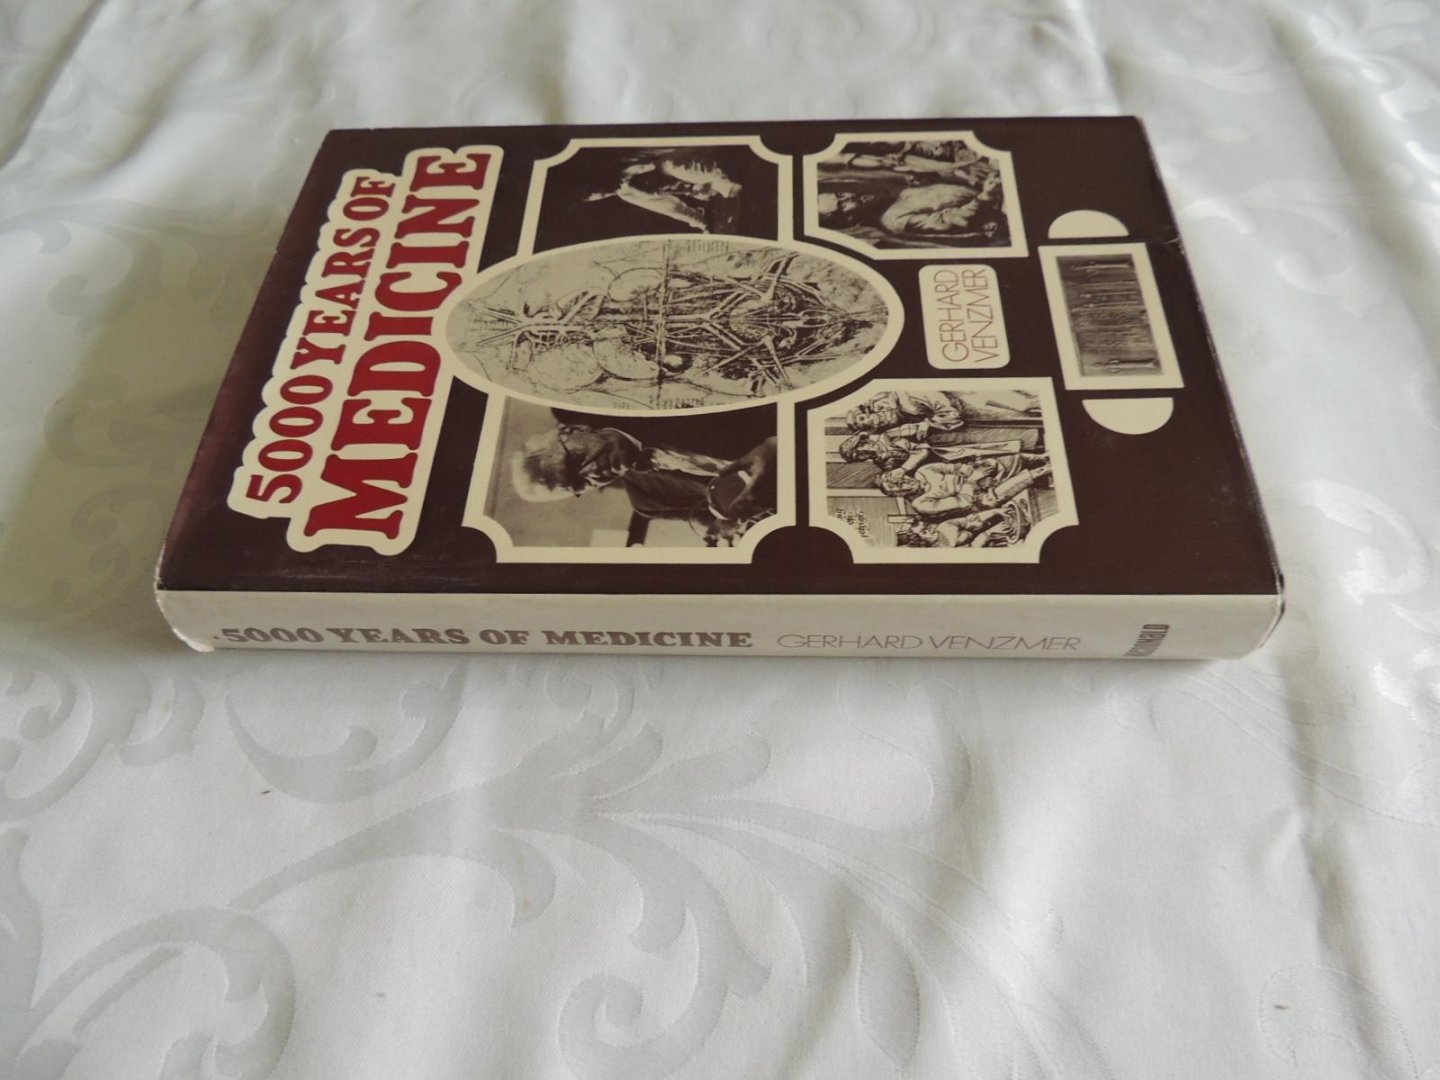 5000 YEARS OF
MEDICINE
GERHARD
VENZMER
5000 YEARS OF MEDICINE GERHARD VENZMER